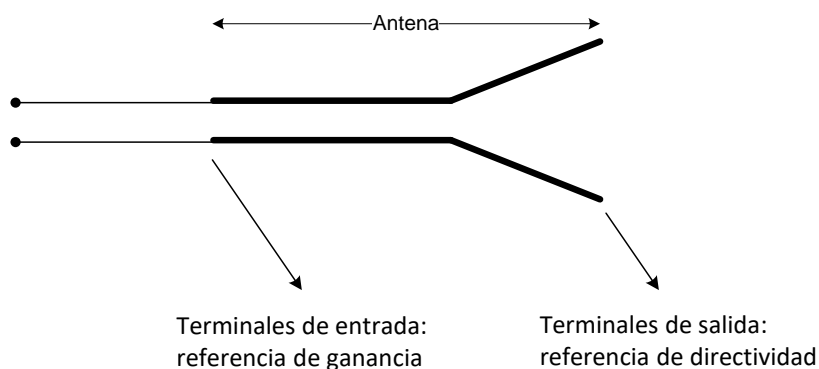 Antena
Terminales de entrada:
referencia de ganancia
Terminales de salida:
referencia de directividad